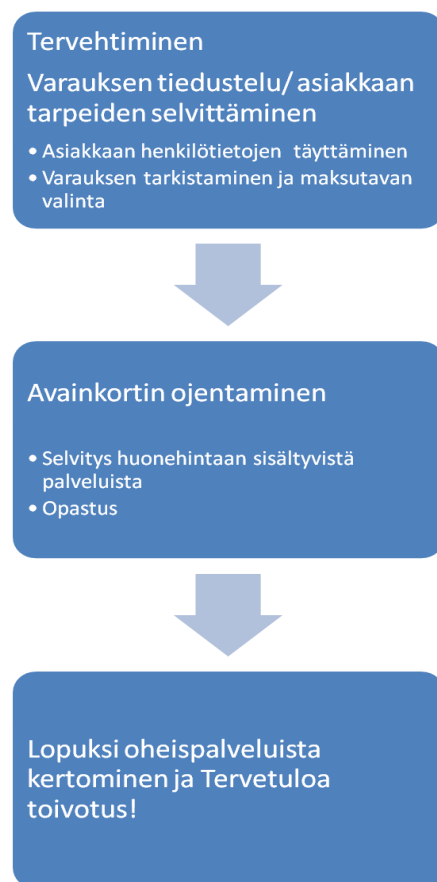 Tervehtiminen
Varauksen tiedustelu/ asiakkaan
tarpeiden selvittäminen
• Asiakkaan henkilötietojen täyttäminen
• Varauksen tarkistaminen ja maksutavan
valinta
Avainkortin ojentaminen
• Selvitys huonehintaan sisältyvistä
palveluista
• Opastus
Lopuksi oheispalveluista
kertominen ja Tervetuloa
toivotus!